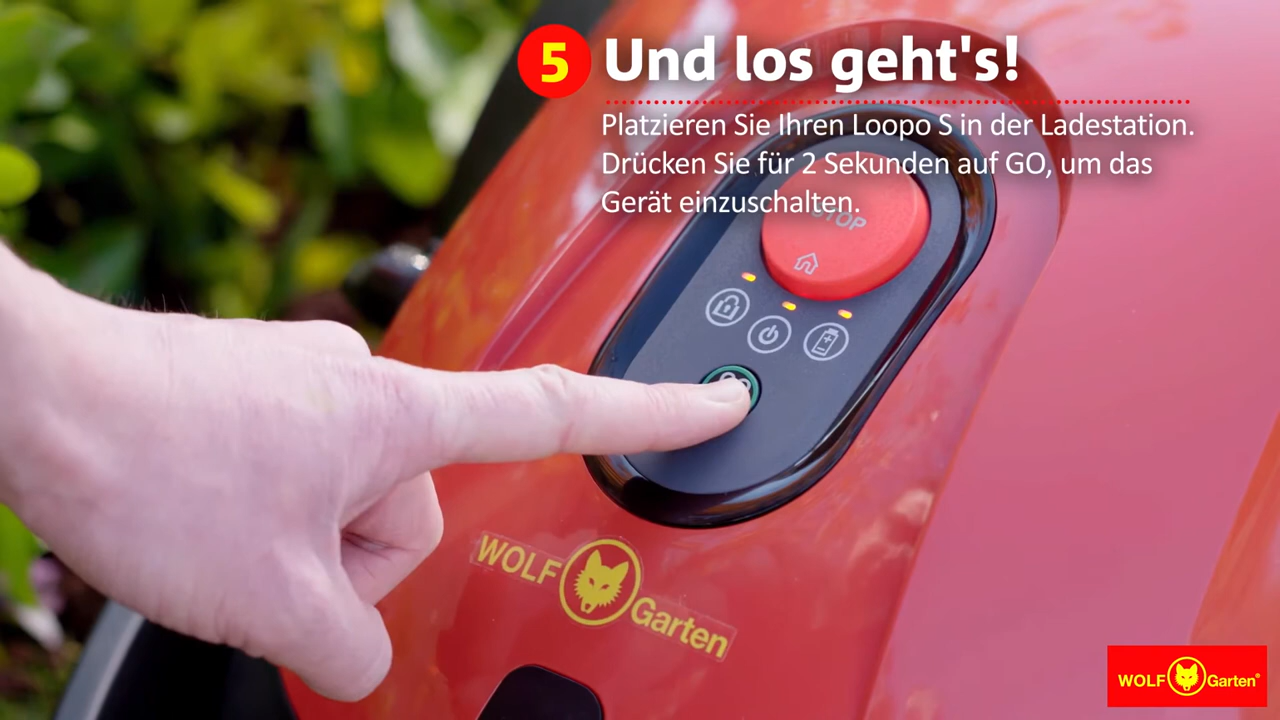 5 Und los geht's!
Platzieren Sie Ihren Loopo S in der Ladestation.
Drücken Sie für 2 Sekunden auf GO, um das
Gerät einzuschalten.
STOP
WOLF Garten
WOLF Garten®